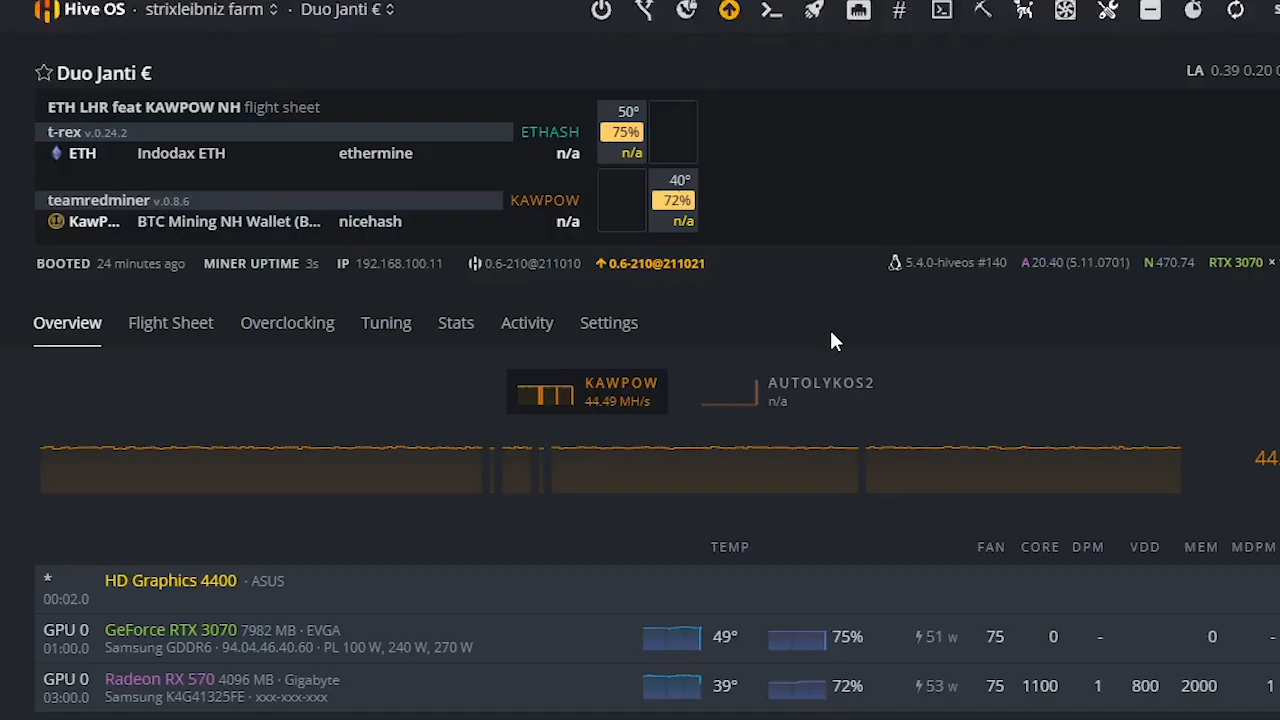 Hive OS · strixleibniz farm · Duo Janti € #
Duo Janti € LA 0.39 0.20
ETH LHR feat KAWPOW NH flight sheet
50°
t-rex v.0.24.2 ETHASH 75%
ETH Indodax ETH ethermine n/a n/a
40°
teamredminer v.0.8.6 KAWPOW 72%
KawP... BTC Mining NH Wallet (B... nicehash n/a n/a
BOOTED 24 minutes ago MINER UPTIME 3s IP 192.168.100.11 0.6-210@211010 0.6-210@211021 5.4.0-hiveos #140 A 20.40 (5.11.0701) N 470.74 RTX 3070 ×
Overview Flight Sheet Overclocking Tuning Stats Activity Settings
KAWPOW AUTOLYKOS2
44.49 MH/s n/a
44
TEMP FAN CORE DPM VDD MEM MDPM
* HD Graphics 4400 · ASUS
00:02.0
GPU 0 GeForce RTX 3070 7982 MB · EVGA 49° 75% 51 w 75 0 - 0 -
01:00.0 Samsung GDDR6 · 94.04.46.40.60 · PL 100 W, 240 W, 270 W
GPU 0 Radeon RX 570 4096 MB · Gigabyte 39° 72% 53 w 75 1100 1 800 2000 1
03:00.0 Samsung K4G41325FE · xxx-xxx-xxx